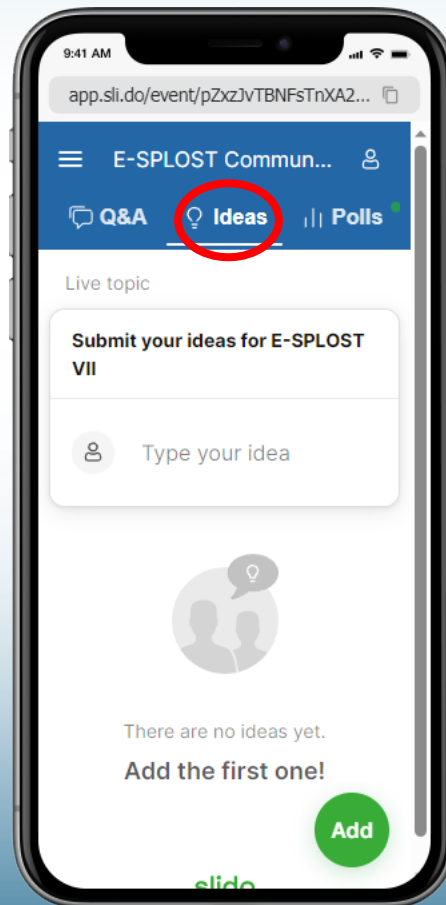 9:41 AM
app.sli.do/event/pZxzJvTBNFsTnXA2...
E-SPLOST Commun...
Q&A Ideas Polls
Live topic
Submit your ideas for E-SPLOST
VII
Type your idea
There are no ideas yet.
Add the first one!
Add
slido